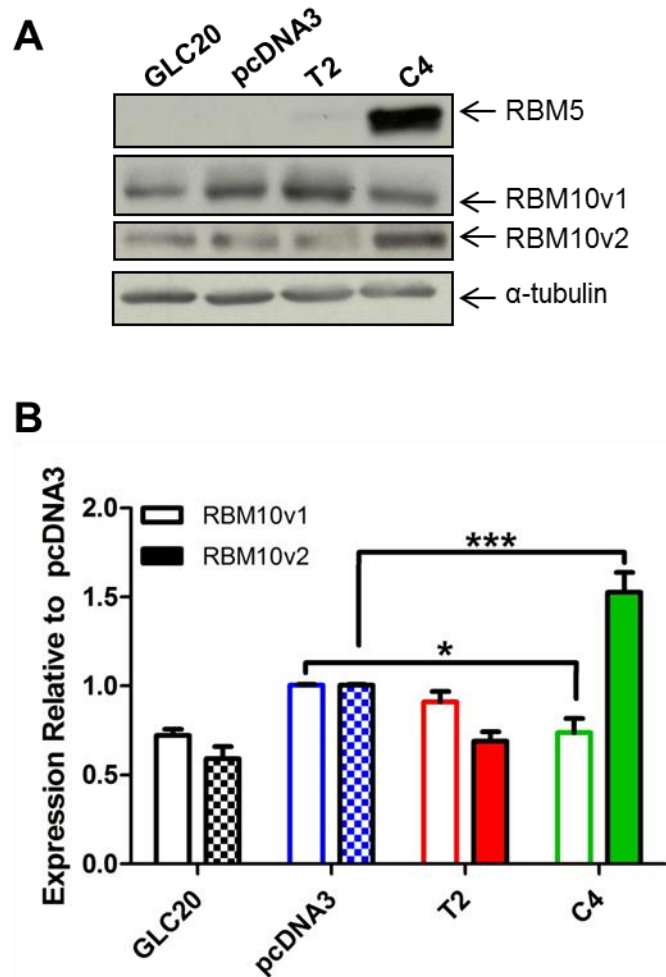 A
GLC20
pcDNA3
T2
C4
RBM5
RBM10v1
RBM10v2
α-tubulin
B
Expression Relative to pcDNA3
2.0
1.5
1.0
0.5
0.0
RBM10v1
RBM10v2
***
*
GLC20
pcDNA3
T2
C4